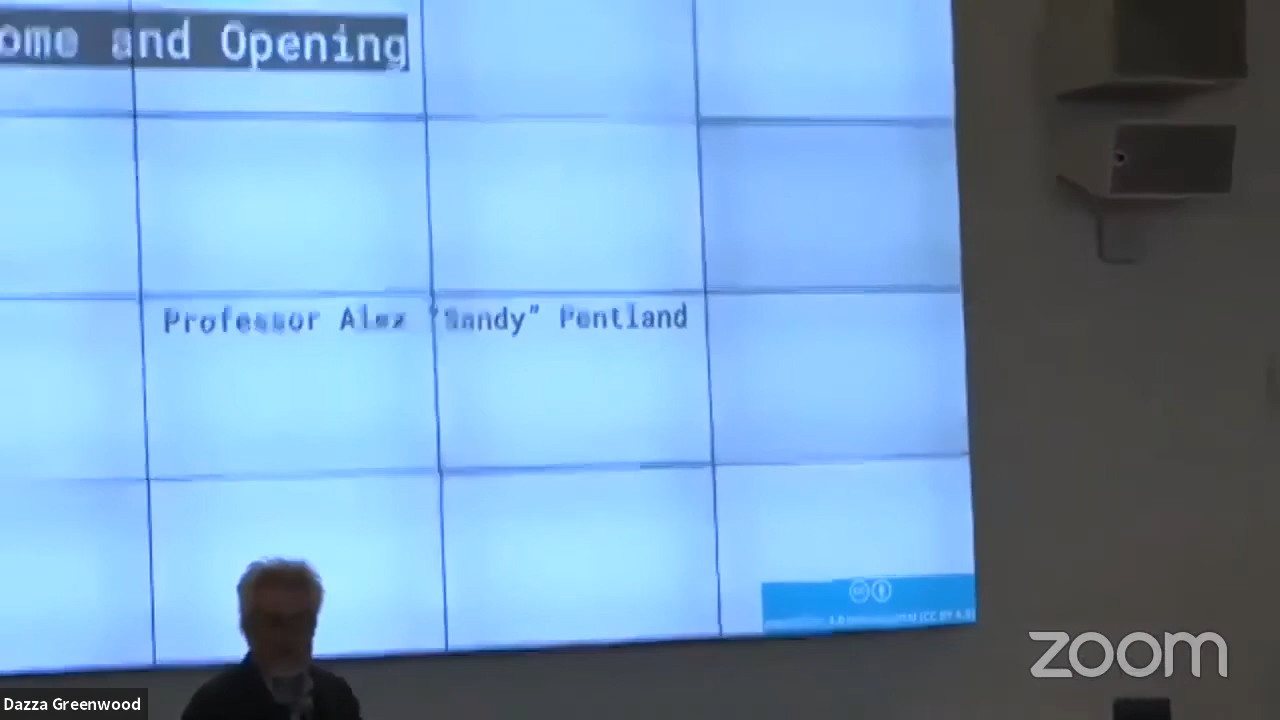 ome and Opening
Professor Alex "Sandy" Pentland
zoom
Dazza Greenwood